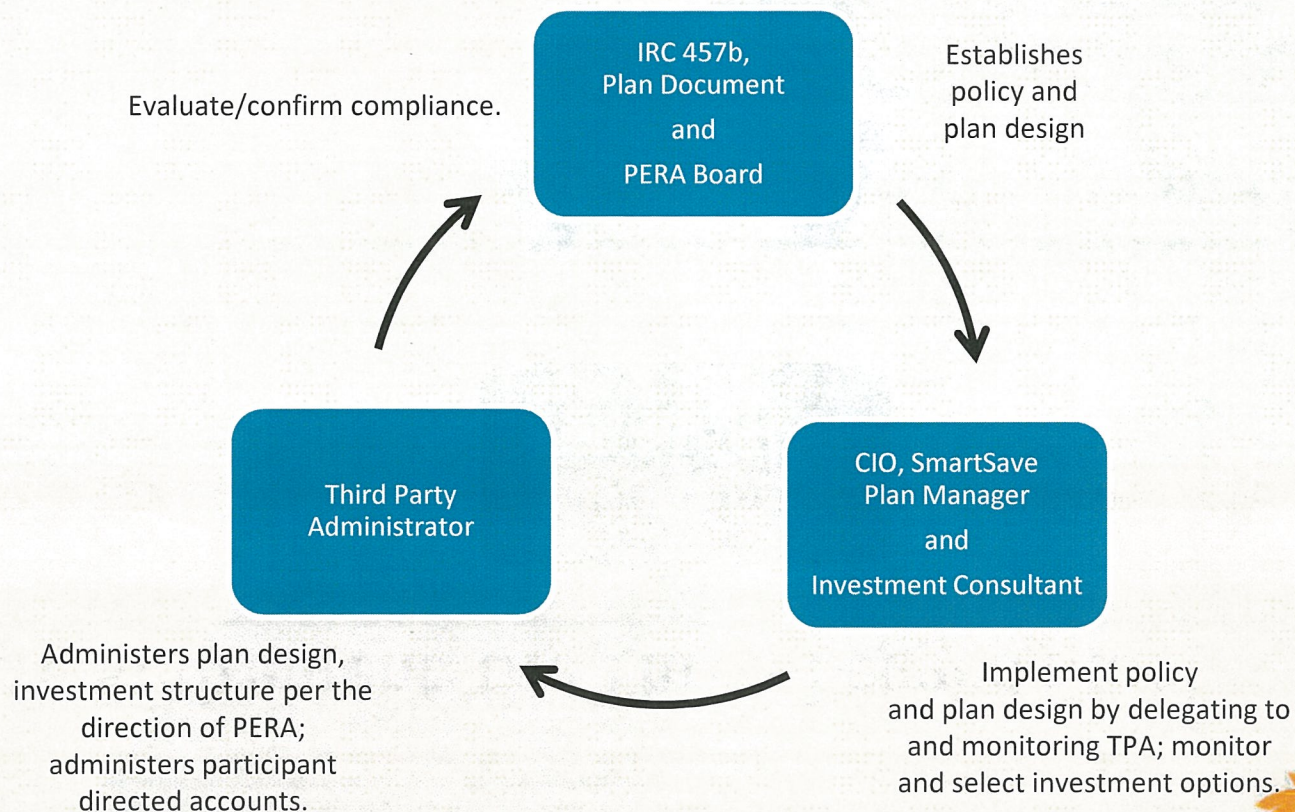 IRC 457b,
Plan Document
and
PERA Board
Establishes
policy and
plan design
CIO, SmartSave
Plan Manager
and
Investment Consultant
Implement policy
and plan design by delegating to
and monitoring TPA; monitor
and select investment options.
Third Party
Administrator
Administers plan design,
investment structure per the
direction of PERA;
administers participant
directed accounts.
Evaluate/confirm compliance.